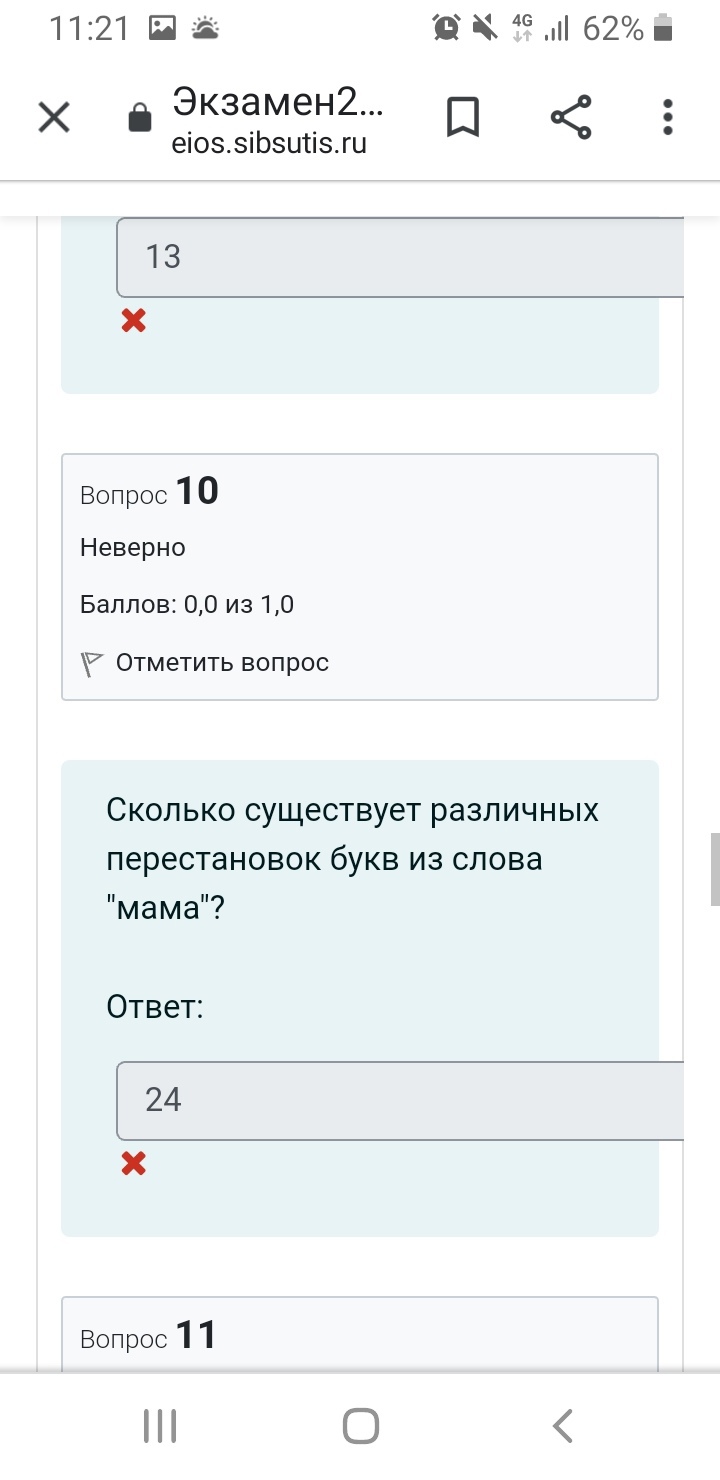 11:21
4G
62%
Экзамен2...
eios.sibsutis.ru
13
Вопрос 10
Неверно
Баллов: 0,0 из 1,0
Отметить вопрос
Сколько существует различных
перестановок букв из слова
"мама"?
Ответ:
24
Вопрос 11